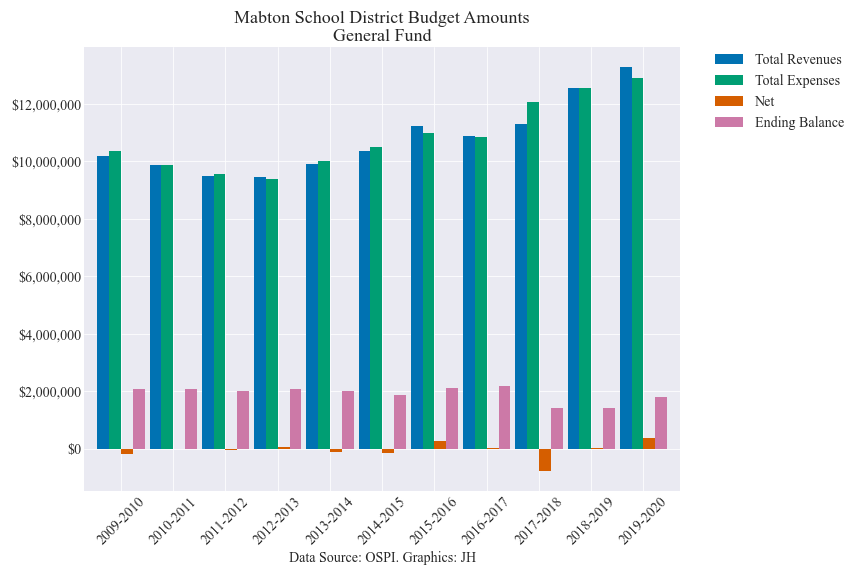 Mabton School District Budget Amounts
General Fund
Total Revenues
Total Expenses
Net
Ending Balance
$12,000,000
$10,000,000
$8,000,000
$6,000,000
$4,000,000
$2,000,000
$0
2009-2010
2010-2011
2011-2012
2012-2013
2013-2014
2014-2015
2015-2016
2016-2017
2017-2018
2018-2019
2019-2020
Data Source: OSPI. Graphics: JH